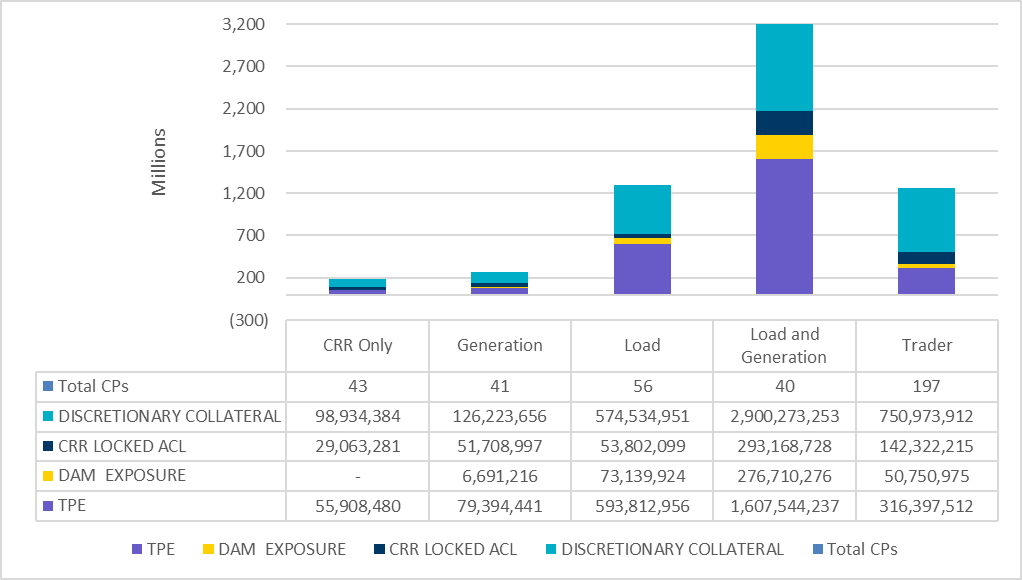 3,200
2,700
2,200
1,700
1,200
700
200
(300)
Millions
CRR Only Generation Load Load and Generation Trader
Total CPs 43 41 56 40 197
DISCRETIONARY COLLATERAL 98,934,384 126,223,656 574,534,951 2,900,273,253 750,973,912
CRR LOCKED ACL 29,063,281 51,708,997 53,802,099 293,168,728 142,322,215
DAM EXPOSURE - 6,691,216 73,139,924 276,710,276 50,750,975
TPE 55,908,480 79,394,441 593,812,956 1,607,544,237 316,397,512
TPE DAM EXPOSURE CRR LOCKED ACL DISCRETIONARY COLLATERAL Total CPs